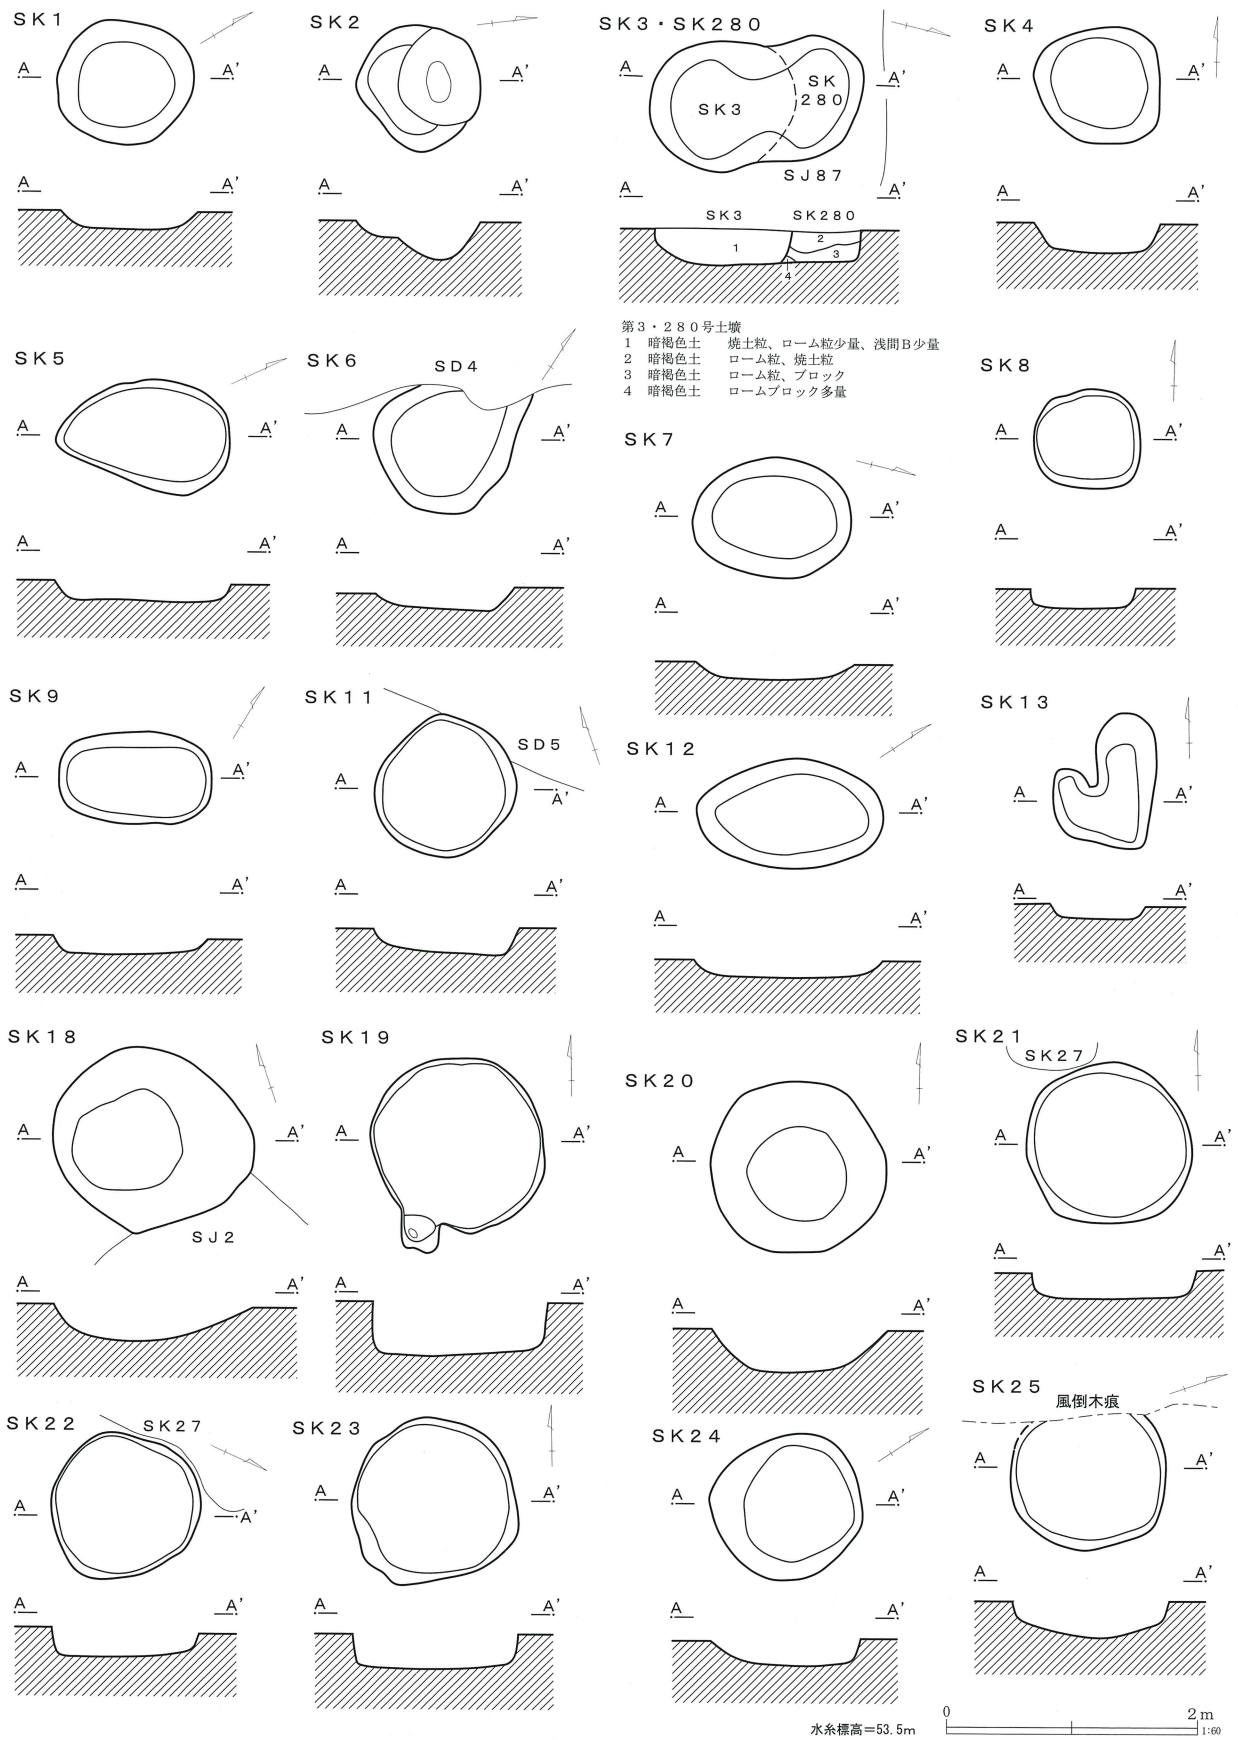 SK1
A A'
A A'
SK2
A A'
A A'
SK3・SK280
A A'
SK3
SK
280
SJ87
A A'
SK3 SK280
1
2
3
4
第3・280号土壙
1 暗褐色土 焼土粒、ローム粒少量、浅間B少量
2 暗褐色土 ローム粒、焼土粒
3 暗褐色土 ローム粒、ブロック
4 暗褐色土 ロームブロック多量
SK4
A A'
A A'
SK5
A A'
A A'
SK6
SD4
A A'
A A'
SK7
A A'
A A'
SK8
A A'
A A'
SK9
A A'
A A'
SK11
SD5
A A'
A A'
SK12
A A'
A A'
SK13
A A'
A A'
SK18
A A'
SJ2
A A'
SK19
A A'
A A'
SK20
A A'
A A'
SK21
SK27
A A'
A A'
SK22
SK27
A A'
A A'
SK23
A A'
A A'
SK24
A A'
A A'
SK25
風倒木痕
A A'
A A'
水糸標高=53.5m
0 2m
1:60